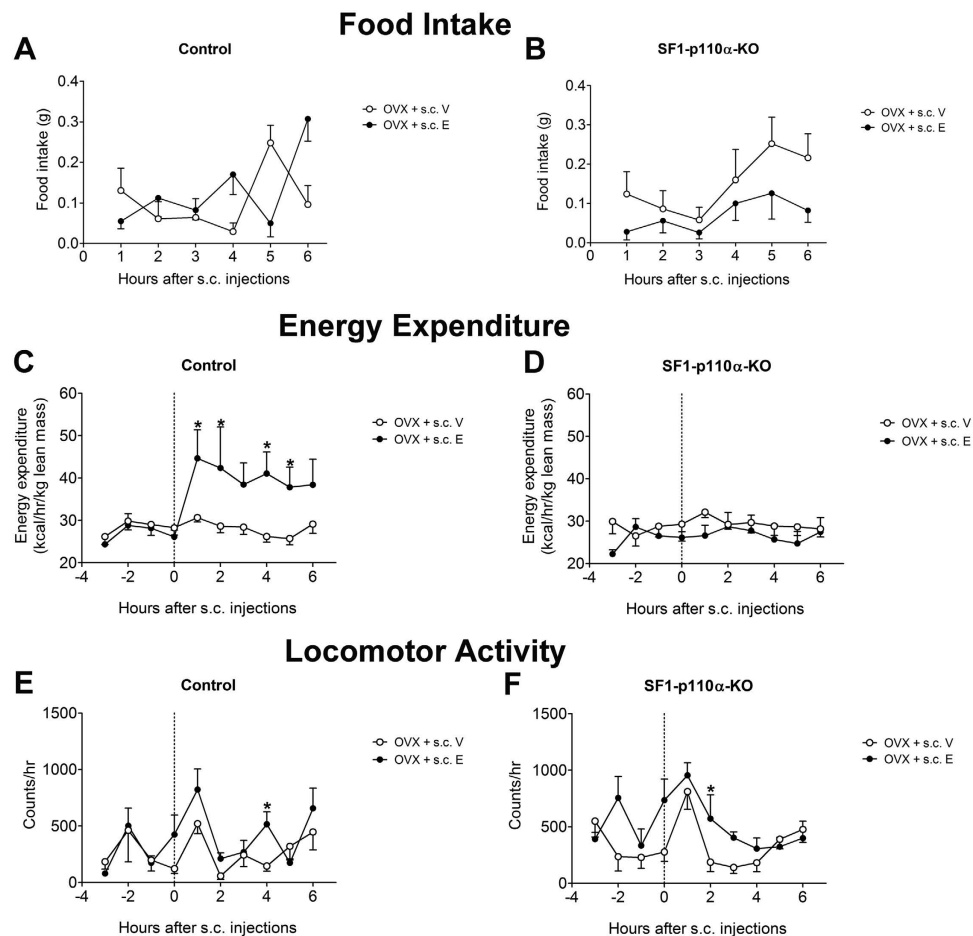 Food Intake
A
Control
Food intake (g)
0.4
0.3
0.2
0.1
0.0
0 1 2 3 4 5 6
Hours after s.c. injections
OVX + s.c. V
OVX + s.c. E
B
SF1-p110α-KO
Food intake (g)
0.4
0.3
0.2
0.1
0.0
0 1 2 3 4 5 6
Hours after s.c. injections
OVX + s.c. V
OVX + s.c. E
Energy Expenditure
C
Control
Energy expenditure
(kcal/hr/kg lean mass)
60
50
40
30
20
* * * *
-4 -2 0 2 4 6
Hours after s.c. injections
OVX + s.c. V
OVX + s.c. E
D
SF1-p110α-KO
Energy expenditure
(kcal/hr/kg lean mass)
60
50
40
30
20
-4 -2 0 2 4 6
Hours after s.c. injections
OVX + s.c. V
OVX + s.c. E
Locomotor Activity
E
Control
Counts/hr
1500
1000
500
0
*
-4 -2 0 2 4 6
Hours after s.c. injections
OVX + s.c. V
OVX + s.c. E
F
SF1-p110α-KO
Counts/hr
1500
1000
500
0
*
-4 -2 0 2 4 6
Hours after s.c. injections
OVX + s.c. V
OVX + s.c. E